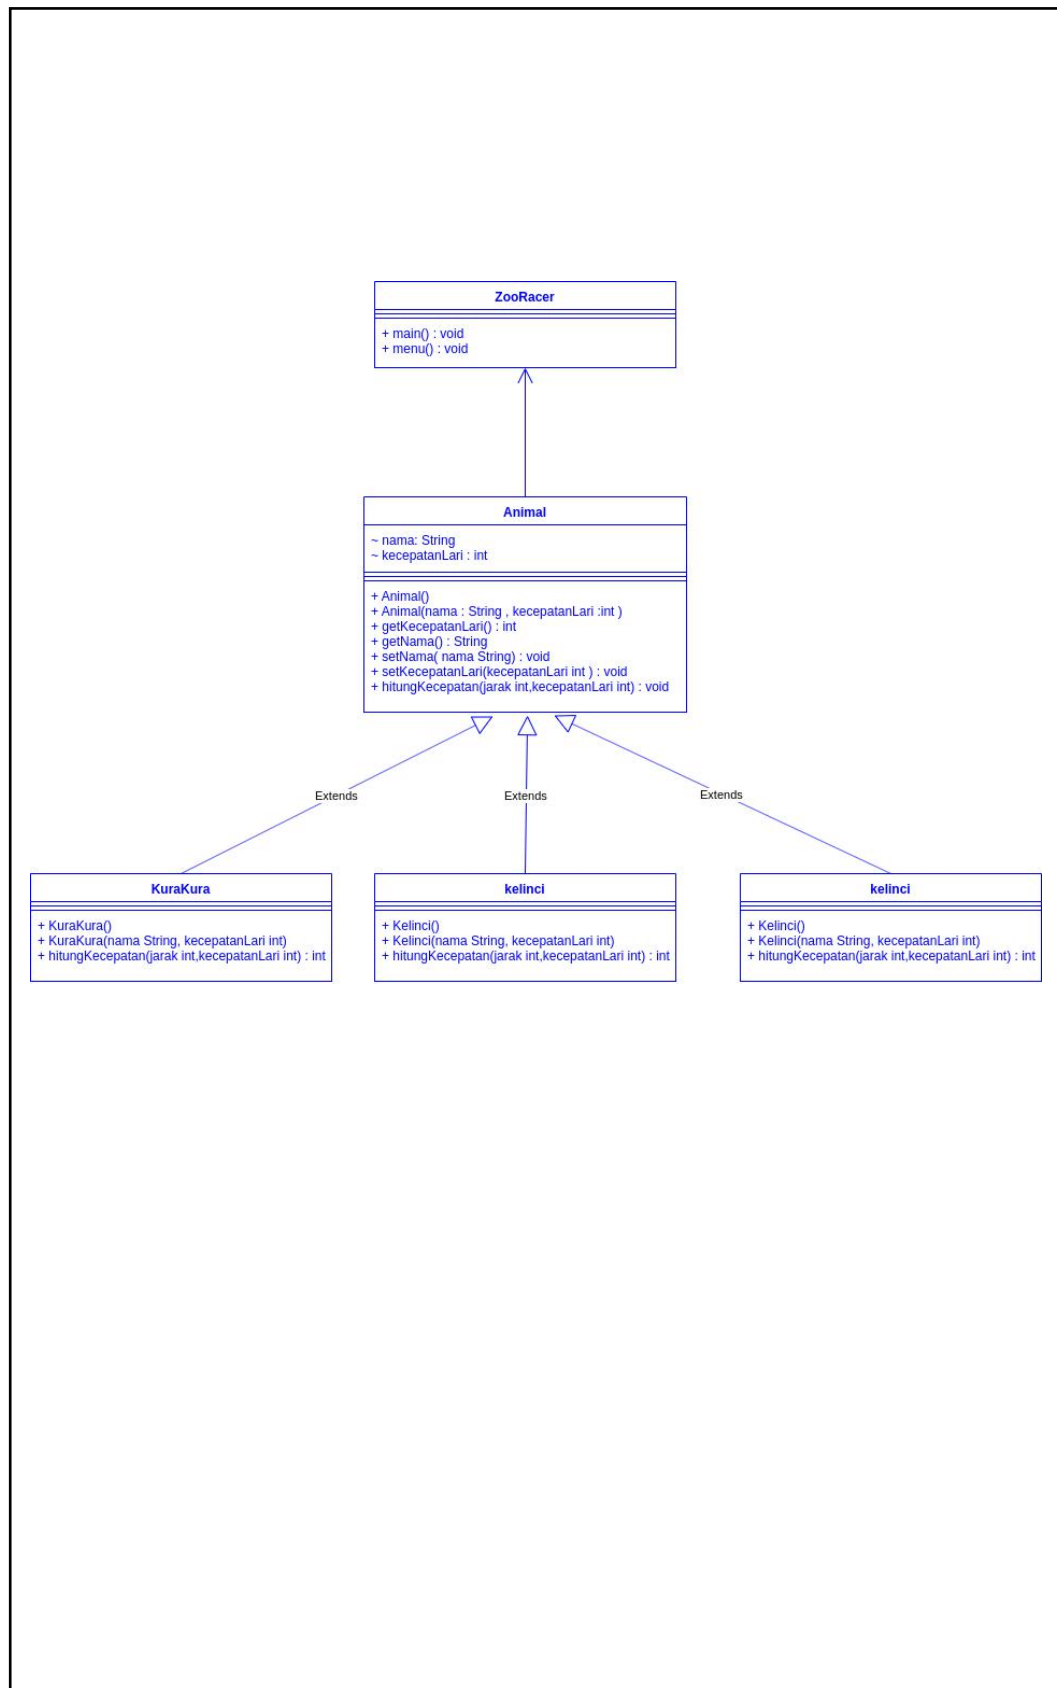 ZooRacer
+ main() : void
+ menu() : void
Animal
~ nama: String
~ kecepatanLari : int
+ Animal()
+ Animal(nama : String , kecepatanLari :int )
+ getKecepatanLari() : int
+ getNama() : String
+ setNama( nama String) : void
+ setKecepatanLari(kecepatanLari int ) : void
+ hitungKecepatan(jarak int,kecepatanLari int) : void
Extends
Extends
Extends
KuraKura
+ KuraKura()
+ KuraKura(nama String, kecepatanLari int)
+ hitungKecepatan(jarak int,kecepatanLari int) : int
kelinci
+ Kelinci()
+ Kelinci(nama String, kecepatanLari int)
+ hitungKecepatan(jarak int,kecepatanLari int) : int
kelinci
+ Kelinci()
+ Kelinci(nama String, kecepatanLari int)
+ hitungKecepatan(jarak int,kecepatanLari int) : int